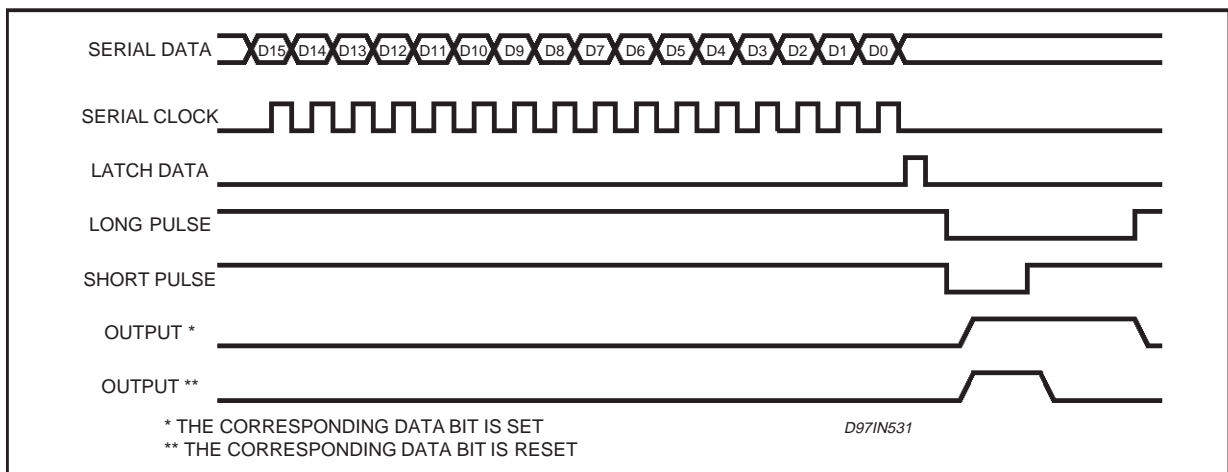 SERIAL DATA D15 D14 D13 D12 D11 D10 D9 D8 D7 D6 D5 D4 D3 D2 D1 D0
SERIAL CLOCK
LATCH DATA
LONG PULSE
SHORT PULSE
OUTPUT *
OUTPUT **
* THE CORRESPONDING DATA BIT IS SET D97IN531
** THE CORRESPONDING DATA BIT IS RESET